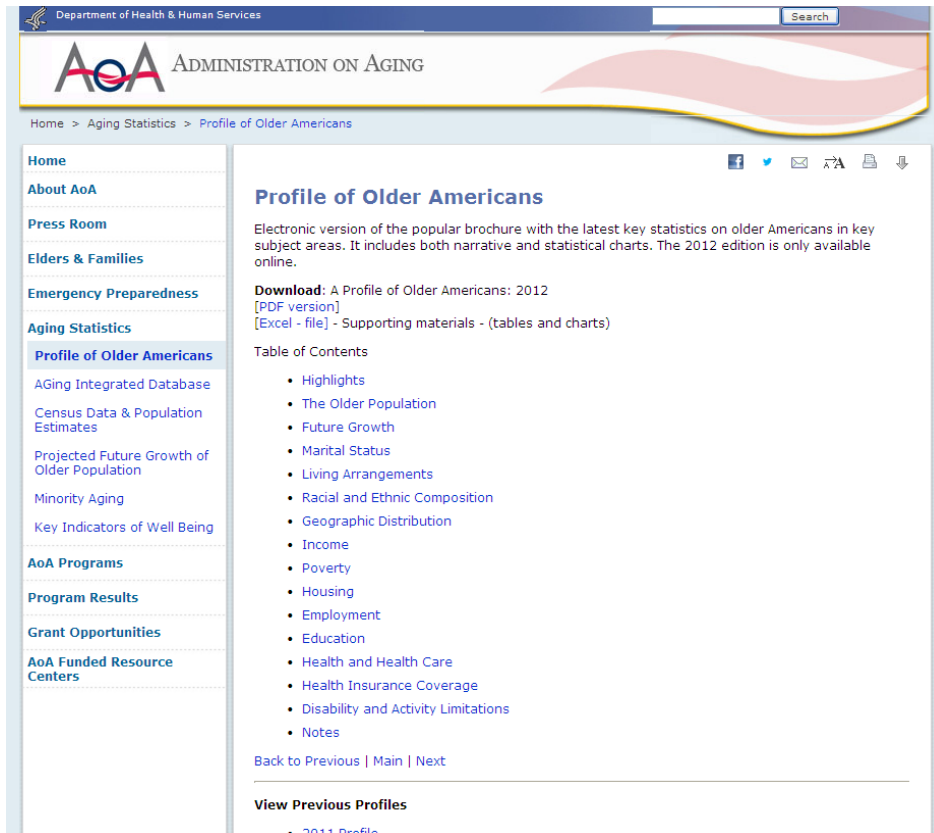 Department of Health & Human Services
Search
AoA ADMINISTRATION ON AGING
Home > Aging Statistics > Profile of Older Americans
Home
About AoA
Press Room
Elders & Families
Emergency Preparedness
Aging Statistics
Profile of Older Americans
AGing Integrated Database
Census Data & Population
Estimates
Projected Future Growth of
Older Population
Minority Aging
Key Indicators of Well Being
AoA Programs
Program Results
Grant Opportunities
AoA Funded Resource
Centers
Profile of Older Americans
Electronic version of the popular brochure with the latest key statistics on older Americans in key
subject areas. It includes both narrative and statistical charts. The 2012 edition is only available
online.
Download: A Profile of Older Americans: 2012
[PDF version]
[Excel - file] - Supporting materials - (tables and charts)
Table of Contents
• Highlights
• The Older Population
• Future Growth
• Marital Status
• Living Arrangements
• Racial and Ethnic Composition
• Geographic Distribution
• Income
• Poverty
• Housing
• Employment
• Education
• Health and Health Care
• Health Insurance Coverage
• Disability and Activity Limitations
• Notes
Back to Previous | Main | Next
View Previous Profiles
• 2011 Profile